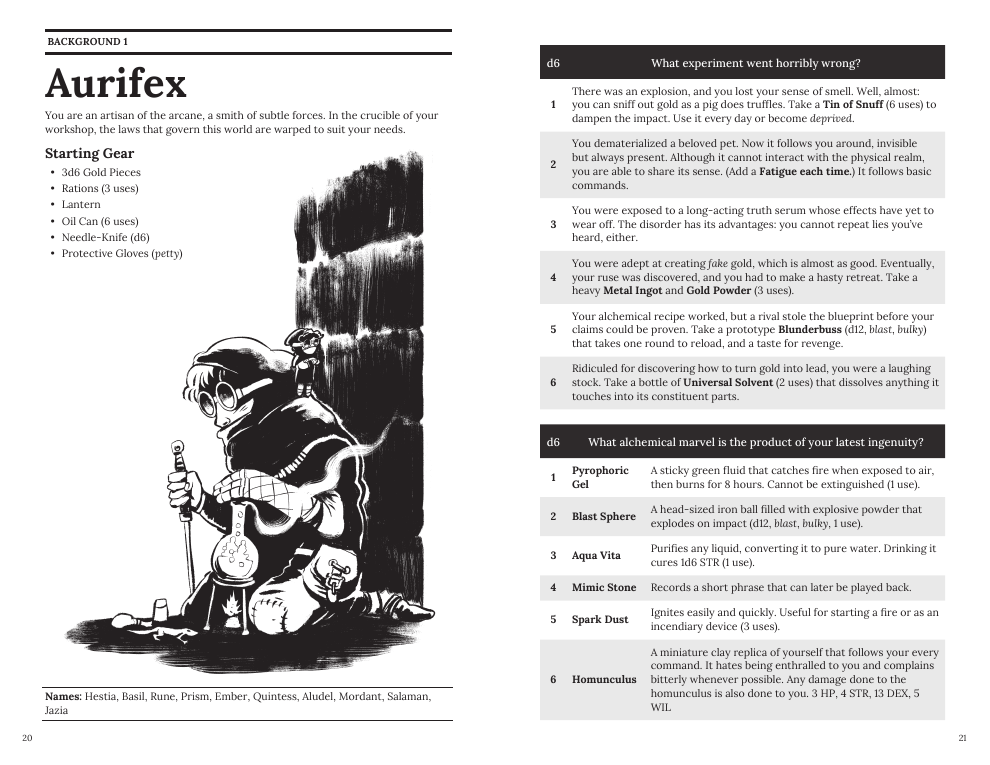 BACKGROUND 1
Aurifex
You are an artisan of the arcane, a smith of subtle forces. In the crucible of your
workshop, the laws that govern this world are warped to suit your needs.
Starting Gear
• 3d6 Gold Pieces
• Rations (3 uses)
• Lantern
• Oil Can (6 uses)
• Needle-Knife (d6)
• Protective Gloves (petty)
Names: Hestia, Basil, Rune, Prism, Ember, Quintess, Aludel, Mordant, Salaman,
Jazia
20
d6 What experiment went horribly wrong?
1 There was an explosion, and you lost your sense of smell. Well, almost:
you can sniff out gold as a pig does truffles. Take a Tin of Snuff (6 uses) to
dampen the impact. Use it every day or become deprived.
2 You dematerialized a beloved pet. Now it follows you around, invisible
but always present. Although it cannot interact with the physical realm,
you are able to share its sense. (Add a Fatigue each time.) It follows basic
commands.
3 You were exposed to a long-acting truth serum whose effects have yet to
wear off. The disorder has its advantages: you cannot repeat lies you've
heard, either.
4 You were adept at creating fake gold, which is almost as good. Eventually,
your ruse was discovered, and you had to make a hasty retreat. Take a
heavy Metal Ingot and Gold Powder (3 uses).
5 Your alchemical recipe worked, but a rival stole the blueprint before your
claims could be proven. Take a prototype Blunderbuss (d12, blast, bulky)
that takes one round to reload, and a taste for revenge.
6 Ridiculed for discovering how to turn gold into lead, you were a laughing
stock. Take a bottle of Universal Solvent (2 uses) that dissolves anything it
touches into its constituent parts.
d6 What alchemical marvel is the product of your latest ingenuity?
1 Pyrophoric Gel A sticky green fluid that catches fire when exposed to air,
then burns for 8 hours. Cannot be extinguished (1 use).
2 Blast Sphere A head-sized iron ball filled with explosive powder that
explodes on impact (d12, blast, bulky, 1 use).
3 Aqua Vita Purifies any liquid, converting it to pure water. Drinking it
cures 1d6 STR (1 use).
4 Mimic Stone Records a short phrase that can later be played back.
5 Spark Dust Ignites easily and quickly. Useful for starting a fire or as an
incendiary device (3 uses).
6 Homunculus A miniature clay replica of yourself that follows your every
command. It hates being enthralled to you and complains
bitterly whenever possible. Any damage done to the
homunculus is also done to you. 3 HP, 4 STR, 13 DEX, 5
WIL
21